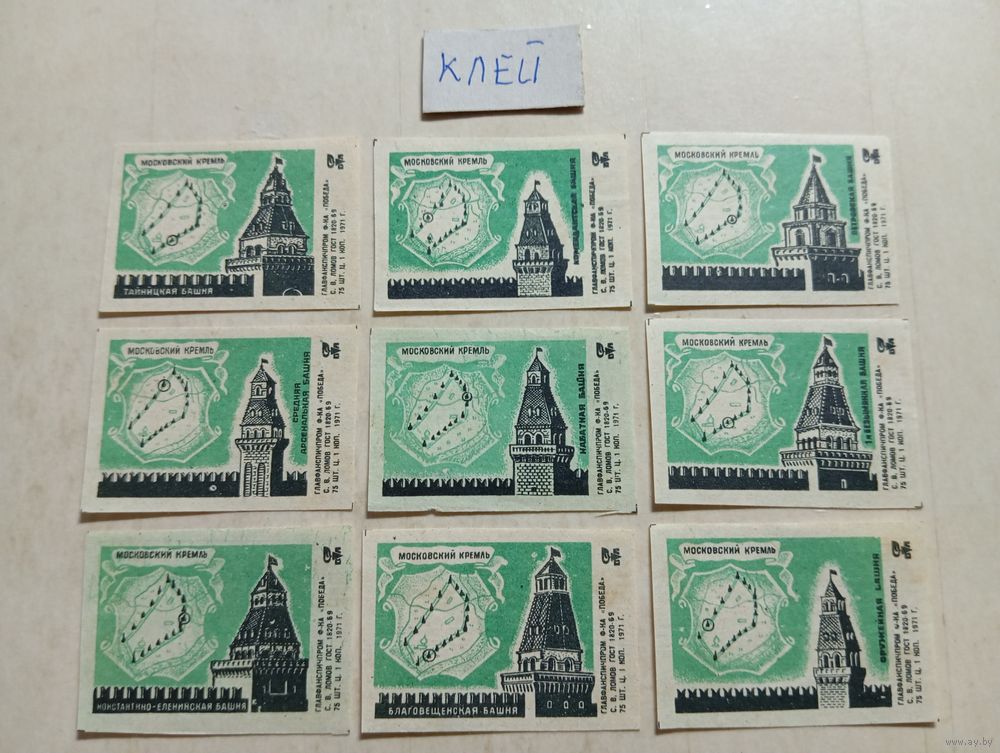 КЛЕЙ
МОСКОВСКИЙ КРЕМЛЬ
ТАЙНИЦКАЯ БАШНЯ
ГЛАВФАНСПИЧПРОМ Ф-КА «ПОБЕДА»
С. В. ЛОМОВ ГОСТ 1820-69
75 ШТ. Ц. 1 КОП. 1971 Г.
МОСКОВСКИЙ КРЕМЛЬ
КОМЕНДАНТСКАЯ БАШНЯ
ГЛАВФАНСПИЧПРОМ Ф-КА «ПОБЕДА»
С. В. ЛОМОВ ГОСТ 1820-69
75 ШТ. Ц. 1 КОП. 1971 Г.
МОСКОВСКИЙ КРЕМЛЬ
ПЕТРОВСКАЯ БАШНЯ
ГЛАВФАНСПИЧПРОМ Ф-КА «ПОБЕДА»
С. В. ЛОМОВ ГОСТ 1820-69
75 ШТ. Ц. 1 КОП. 1971 Г.
МОСКОВСКИЙ КРЕМЛЬ
СРЕДНЯЯ
АРСЕНАЛЬНАЯ БАШНЯ
ГЛАВФАНСПИЧПРОМ Ф-КА «ПОБЕДА»
С. В. ЛОМОВ ГОСТ 1820-69
75 ШТ. Ц. 1 КОП. 1971 Г.
МОСКОВСКИЙ КРЕМЛЬ
НАБАТНАЯ БАШНЯ
ГЛАВФАНСПИЧПРОМ Ф-КА «ПОБЕДА»
С. В. ЛОМОВ ГОСТ 1820-69
75 ШТ. Ц. 1 КОП. 1971 Г.
МОСКОВСКИЙ КРЕМЛЬ
1я БЕЗЫМЯННАЯ БАШНЯ
ГЛАВФАНСПИЧПРОМ Ф-КА «ПОБЕДА»
С. В. ЛОМОВ ГОСТ 1820-69
75 ШТ. Ц. 1 КОП. 1971 Г.
МОСКОВСКИЙ КРЕМЛЬ
КОНСТАНТИНО-ЕЛЕНИНСКАЯ БАШНЯ
ГЛАВФАНСПИЧПРОМ Ф-КА «ПОБЕДА»
С. В. ЛОМОВ ГОСТ 1820-69
75 ШТ. Ц. 1 КОП. 1971 Г.
МОСКОВСКИЙ КРЕМЛЬ
БЛАГОВЕЩЕНСКАЯ БАШНЯ
ГЛАВФАНСПИЧПРОМ Ф-КА «ПОБЕДА»
С. В. ЛОМОВ ГОСТ 1820-69
75 ШТ. Ц. 1 КОП. 1971 Г.
МОСКОВСКИЙ КРЕМЛЬ
ОРУЖЕЙНАЯ БАШНЯ
ГЛАВФАНСПИЧПРОМ Ф-КА «ПОБЕДА»
С. В. ЛОМОВ ГОСТ 1820-69
75 ШТ. Ц. 1 КОП. 1971 Г.
www.ay.by